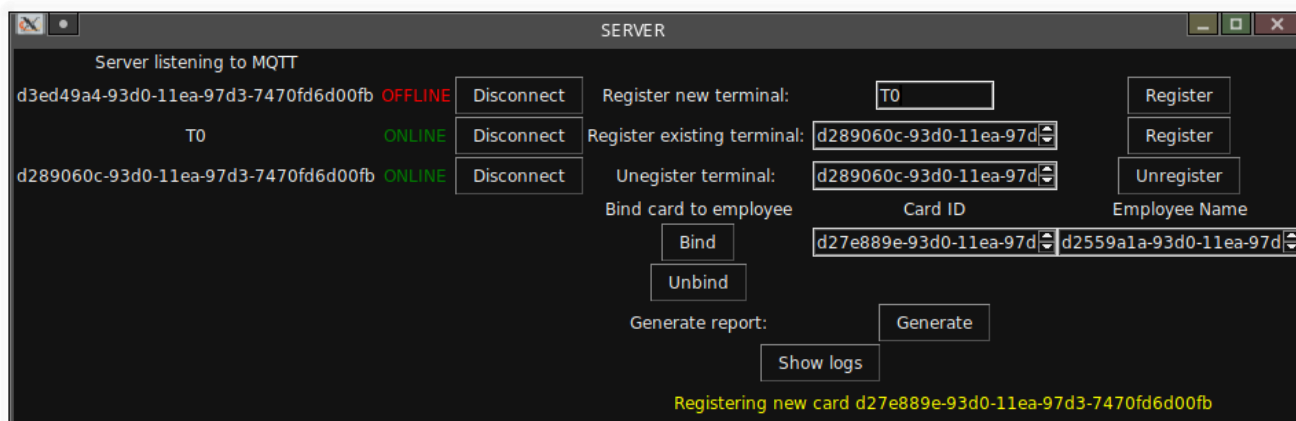 SERVER
Server listening to MQTT
d3ed49a4-93d0-11ea-97d3-7470fd6d00fb OFFLINE Disconnect Register new terminal: T0 Register
T0 ONLINE Disconnect Register existing terminal: d289060c-93d0-11ea-97d Register
d289060c-93d0-11ea-97d3-7470fd6d00fb ONLINE Disconnect Unegister terminal: d289060c-93d0-11ea-97d Unregister
Bind card to employee Card ID Employee Name
Bind d27e889e-93d0-11ea-97d d2559a1a-93d0-11ea-97d
Unbind
Generate report: Generate
Show logs
Registering new card d27e889e-93d0-11ea-97d3-7470fd6d00fb